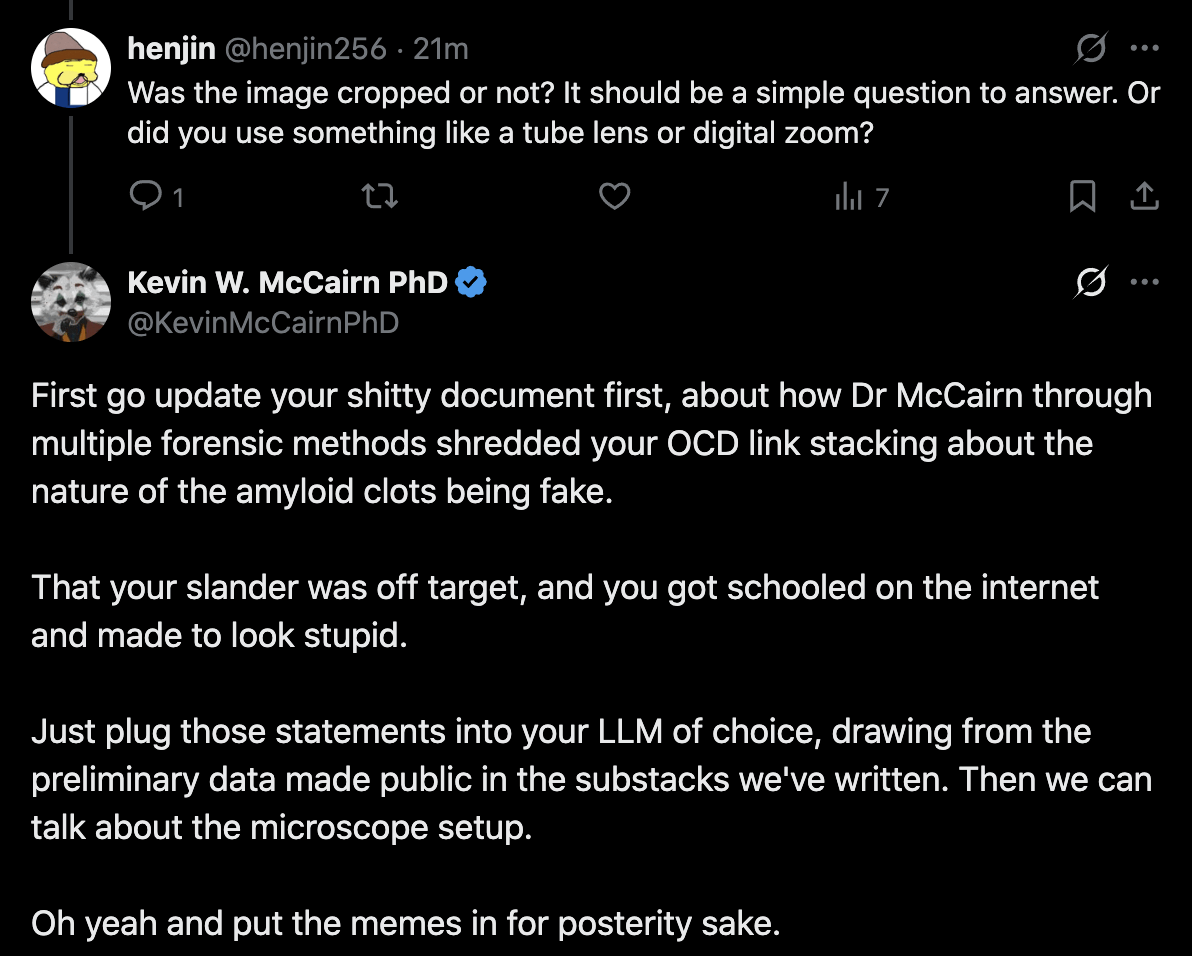 henjin @henjin256 · 21m
Was the image cropped or not? It should be a simple question to answer. Or
did you use something like a tube lens or digital zoom?
1 7
Kevin W. McCairn PhD
@KevinMcCairnPhD
First go update your shitty document first, about how Dr McCairn through
multiple forensic methods shredded your OCD link stacking about the
nature of the amyloid clots being fake.
That your slander was off target, and you got schooled on the internet
and made to look stupid.
Just plug those statements into your LLM of choice, drawing from the
preliminary data made public in the substacks we've written. Then we can
talk about the microscope setup.
Oh yeah and put the memes in for posterity sake.